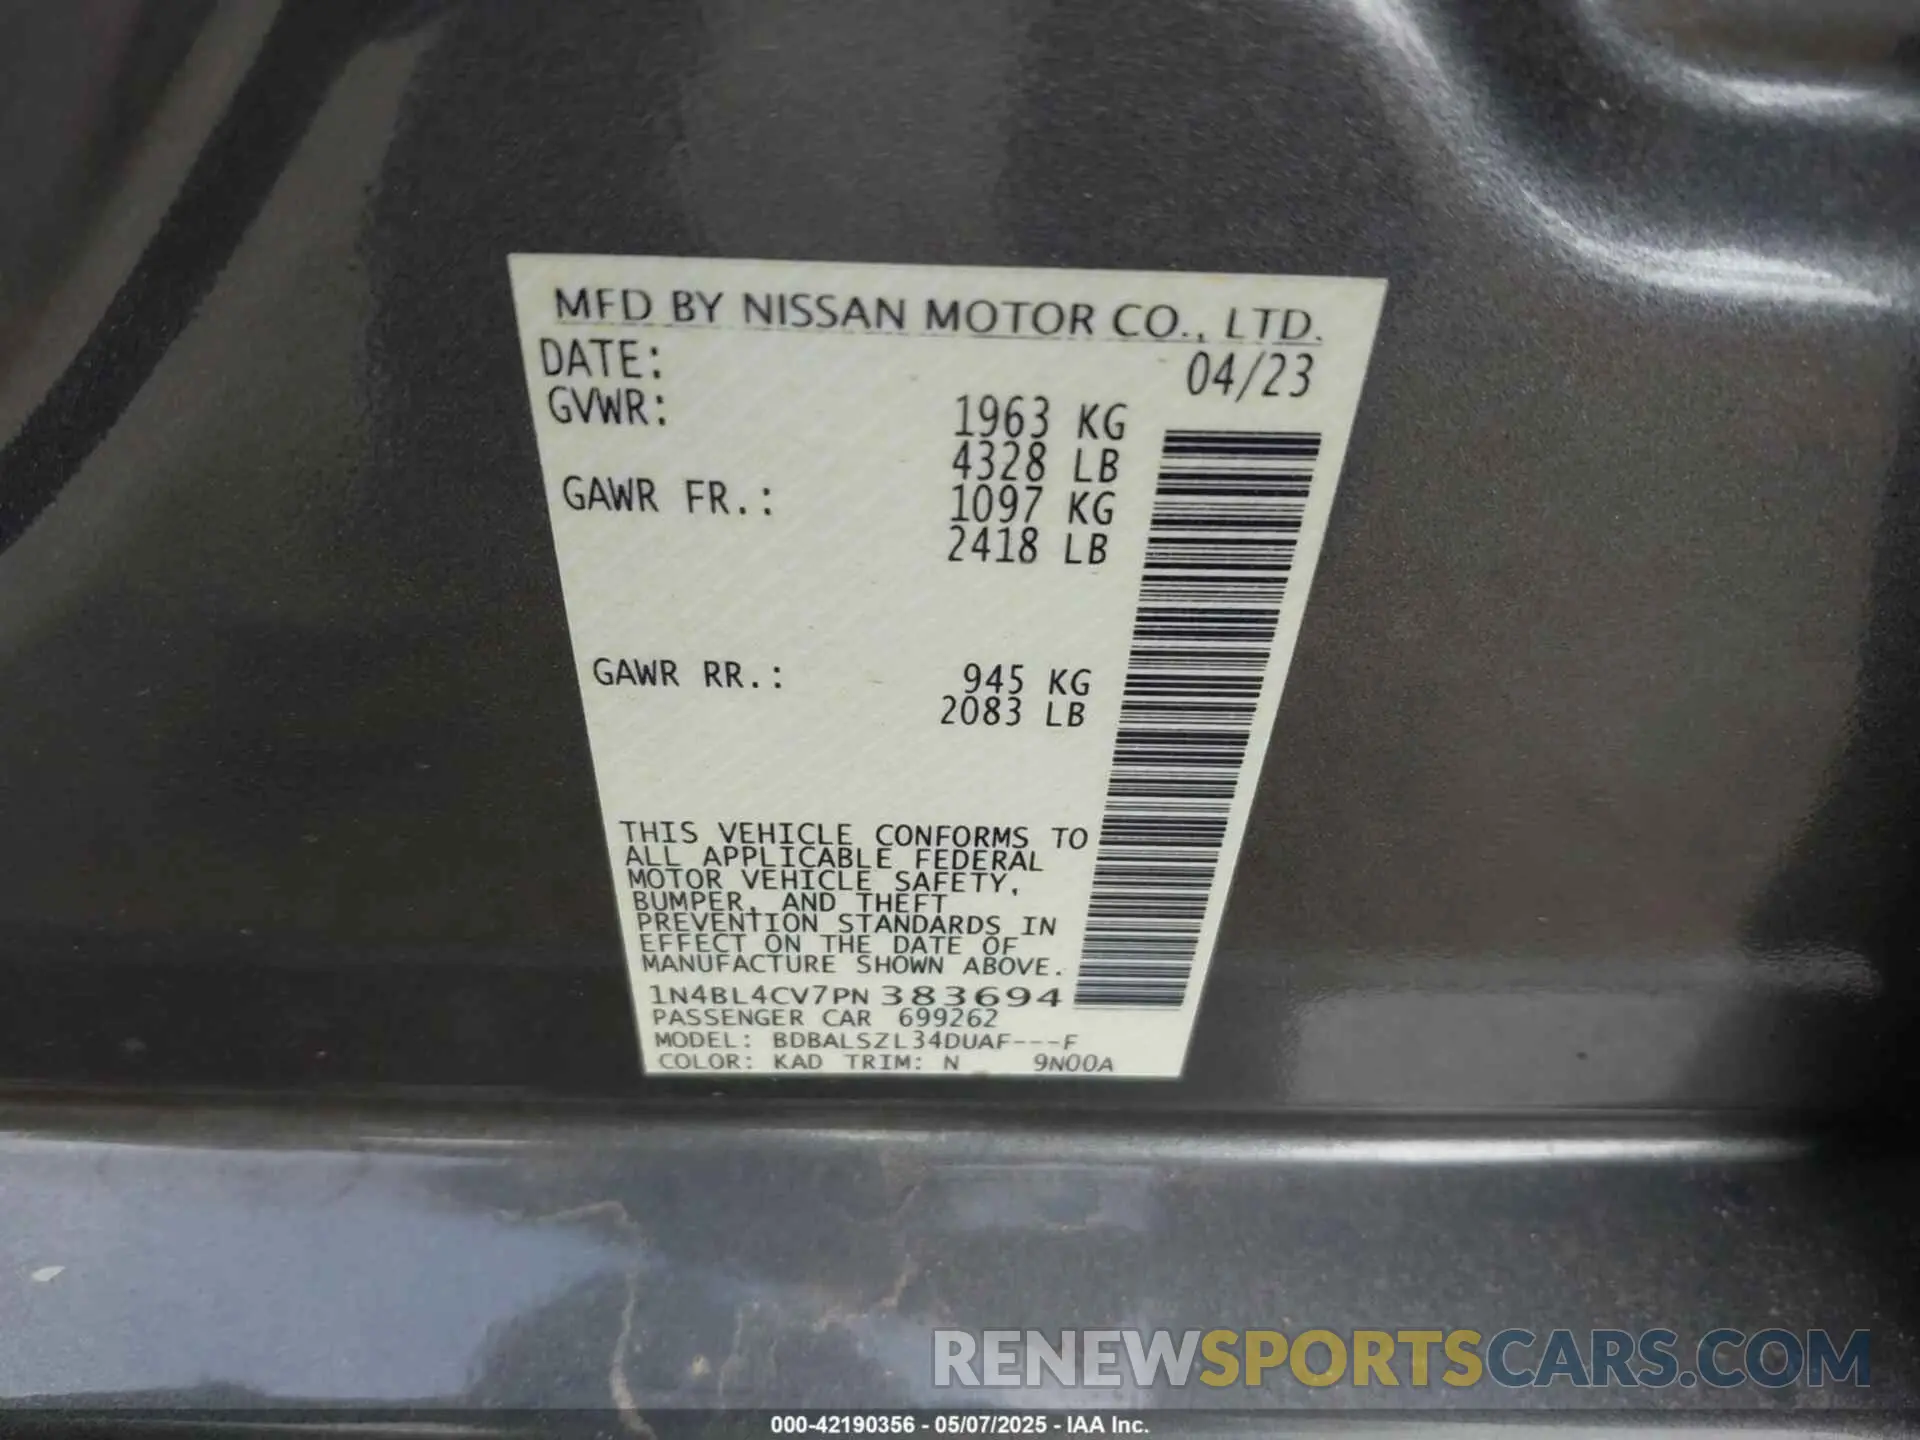 MFD BY NISSAN MOTOR CO., LTD.
DATE: 04/23
GVWR: 1963 KG
4328 LB
GAWR FR.: 1097 KG
2418 LB
GAWR RR.: 945 KG
2083 LB
THIS VEHICLE CONFORMS TO
ALL APPLICABLE FEDERAL
MOTOR VEHICLE SAFETY,
BUMPER, AND THEFT
PREVENTION STANDARDS IN
EFFECT ON THE DATE OF
MANUFACTURE SHOWN ABOVE.
1N4BL4CV7PN383694
PASSENGER CAR 699262
MODEL: BDBALSZL34DUAF---F
COLOR: KAD TRIM: N 9N00A
RENEWSPORTSCARS.COM
000-42190356 - 05/07/2025 - IAA Inc.